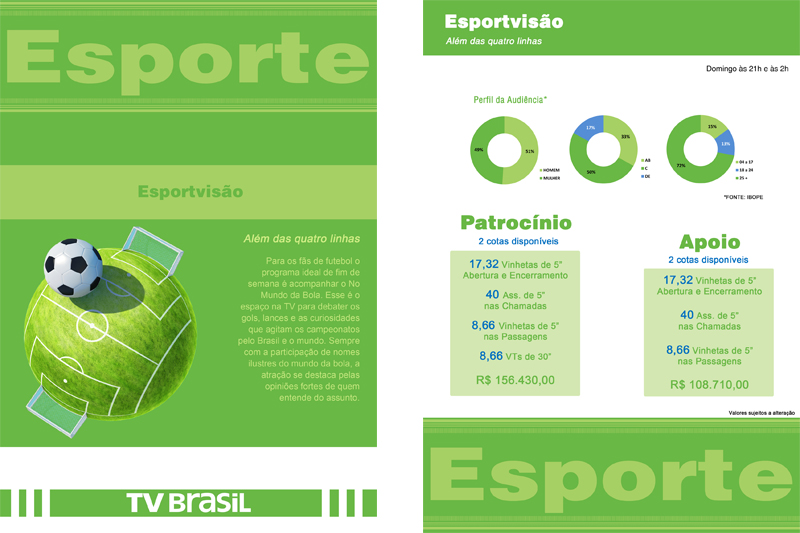 Esporte
Esportvisão
Além das quatro linhas
Para os fãs de futebol o
programa ideal de fim de
semana é acompanhar o No
Mundo da Bola. Esse é o
espaço na TV para debater os
gols, lances e as curiosidades
que agitam os campeonatos
pelo Brasil e o mundo. Sempre
com a participação de nomes
ilustres do mundo da bola, a
atração se destaca pelas
opiniões fortes de quem
entende do assunto.
TV BRASIL
Esportvisão
Além das quatro linhas
Domingo às 21h e às 2h
Perfil da Audiência*
49%
51%
HOMEM
MULHER
17%
33%
50%
AB
C
DE
15%
13%
72%
03 a 17
18 a 24
25 +
*FONTE: IBOPE
Patrocínio
2 cotas disponíveis
17,32 Vinhetas de 5"
Abertura e Encerramento
40 Ass. de 5"
nas Chamadas
8,66 Vinhetas de 5"
nas Passagens
8,66 VTs de 30"
R$ 156.430,00
Apoio
2 cotas disponíveis
17,32 Vinhetas de 5"
Abertura e Encerramento
40 Ass. de 5"
nas Chamadas
8,66 Vinhetas de 5"
nas Passagens
R$ 108.710,00
Valores sujeitos a alteração
Esporte